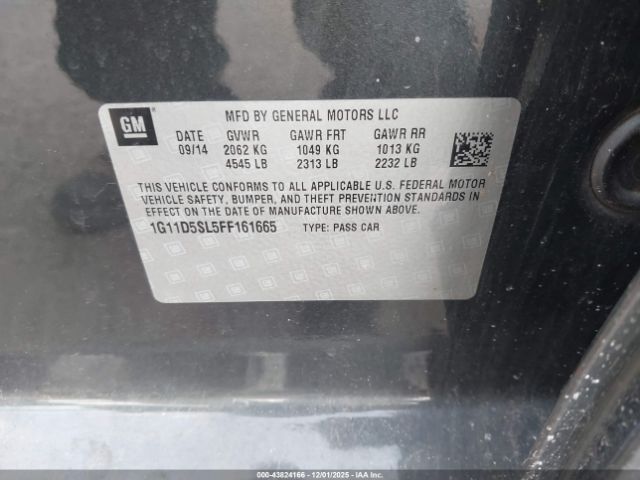 GM
MFD BY GENERAL MOTORS LLC
DATE GVWR GAWR FRT GAWR RR
09/14 2062 KG 1049 KG 1013 KG
4545 LB 2313 LB 2232 LB
THIS VEHICLE CONFORMS TO ALL APPLICABLE U.S. FEDERAL MOTOR
VEHICLE SAFETY, BUMPER, AND THEFT PREVENTION STANDARDS IN
EFFECT ON THE DATE OF MANUFACTURE SHOWN ABOVE.
1G11D5SL5FF161665 TYPE: PASS CAR
000-43824166 - 12/01/2025 - IAAI.COM